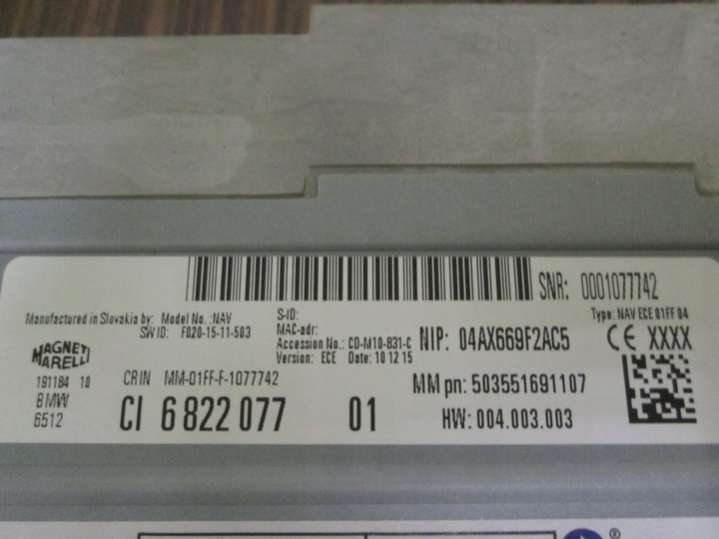 SNR: 0001077742
Type: NAV ECE 01FF 04
Manufactured in Slovakia by: Model No.: NAV
SW ID: F020-15-11-503
S-ID:
MAC-adr:
Accession No.: CD-M10-B31-C
Version: ECE Date: 10 12 15
NIP: 04AX669F2AC5
CE XXXX
MAGNETI
MARELLI
191184 10
BMW
6512
CRIN MM-01FF-F-1077742
CI 6 822 077 01
MM pn: 503551691107
HW: 004.003.003
®